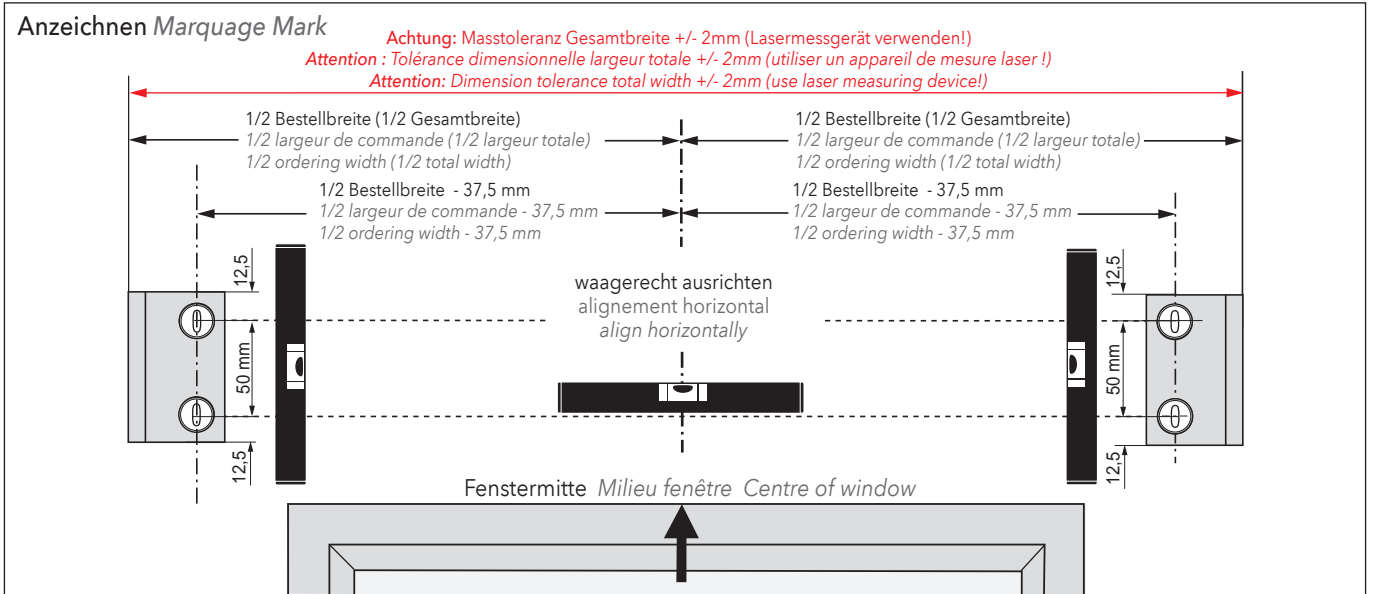 Anzeichnen Marquage Mark
Achtung: Masstoleranz Gesamtbreite +/- 2mm (Lasermessgerät verwenden!)
Attention : Tolérance dimensionnelle largeur totale +/- 2mm (utiliser un appareil de mesure laser !)
Attention: Dimension tolerance total width +/- 2mm (use laser measuring device!)
1/2 Bestellbreite (1/2 Gesamtbreite)
1/2 largeur de commande (1/2 largeur totale)
1/2 ordering width (1/2 total width)
1/2 Bestellbreite (1/2 Gesamtbreite)
1/2 largeur de commande (1/2 largeur totale)
1/2 ordering width (1/2 total width)
1/2 Bestellbreite - 37,5 mm
1/2 largeur de commande - 37,5 mm
1/2 ordering width - 37,5 mm
1/2 Bestellbreite - 37,5 mm
1/2 largeur de commande - 37,5 mm
1/2 ordering width - 37,5 mm
12,5
50 mm
12,5
waagerecht ausrichten
alignement horizontal
align horizontally
12,5
50 mm
12,5
Fenstermitte Milieu fenêtre Centre of window